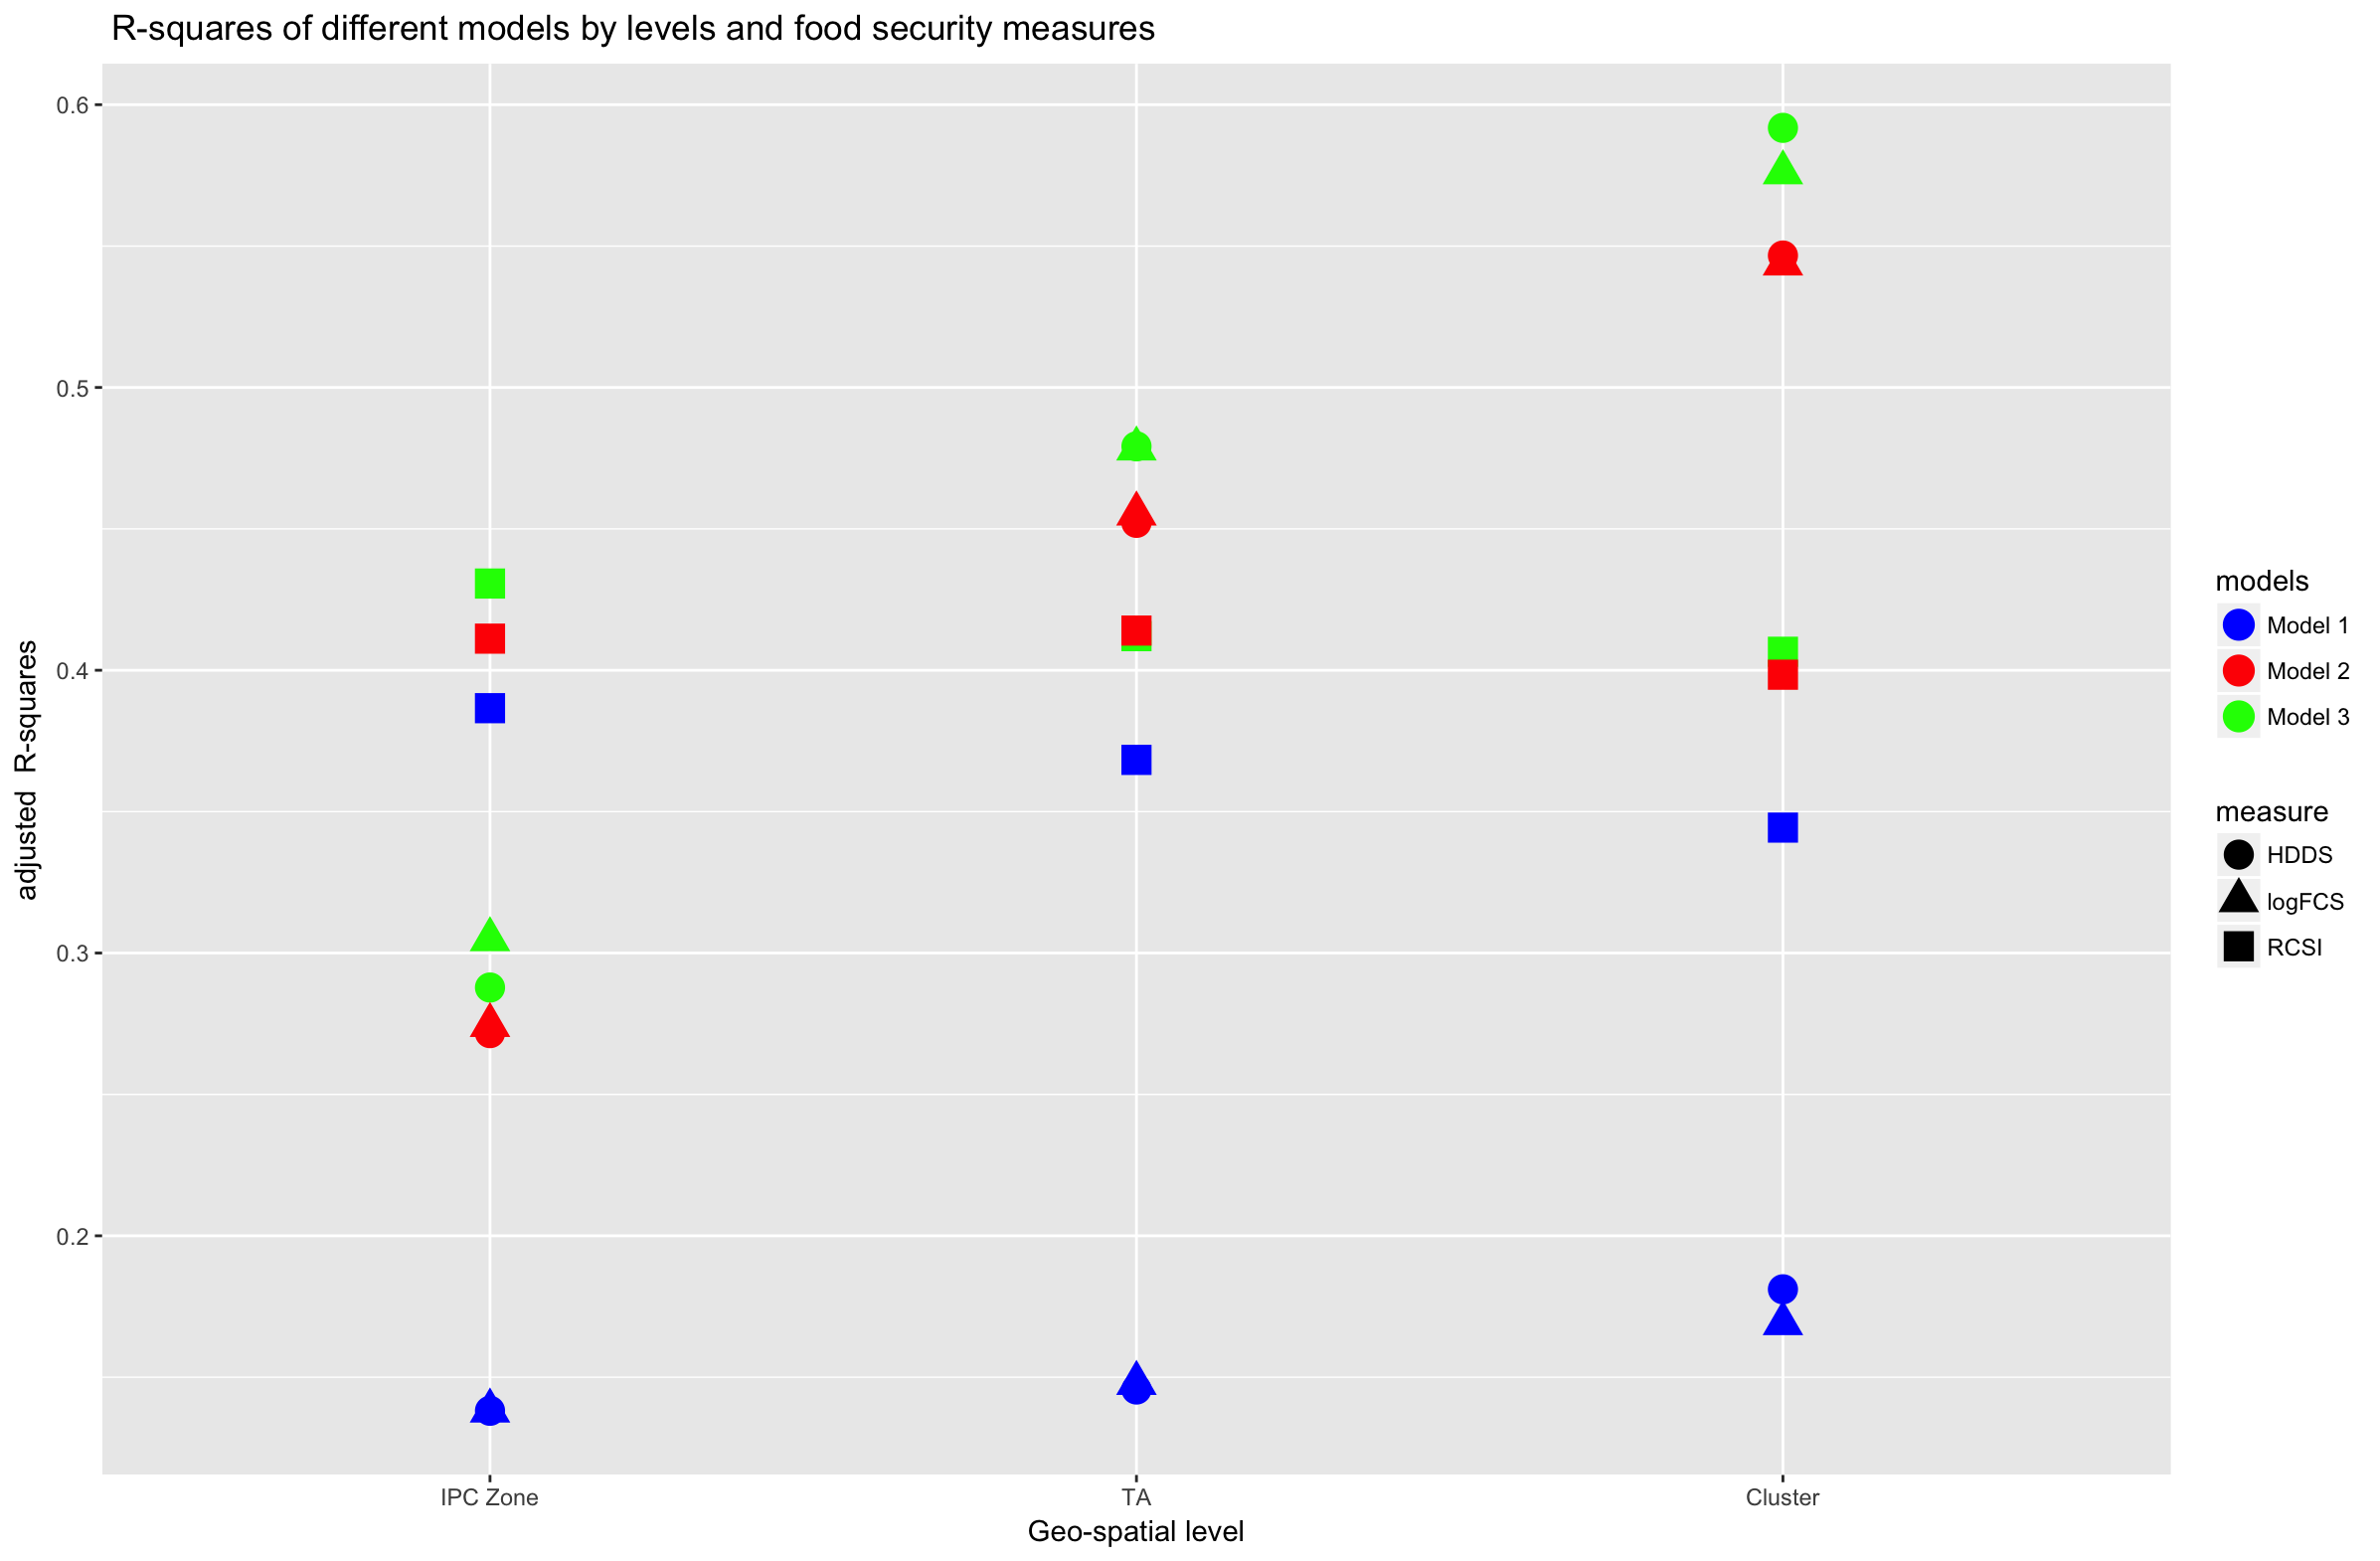 R-squares of different models by levels and food security measures
adjusted  R-squares
0.6
0.5
0.4
0.3
0.2
IPC Zone
TA
Cluster
Geo-spatial level
models
Model 1
Model 2
Model 3
measure
HDDS
logFCS
RCSI